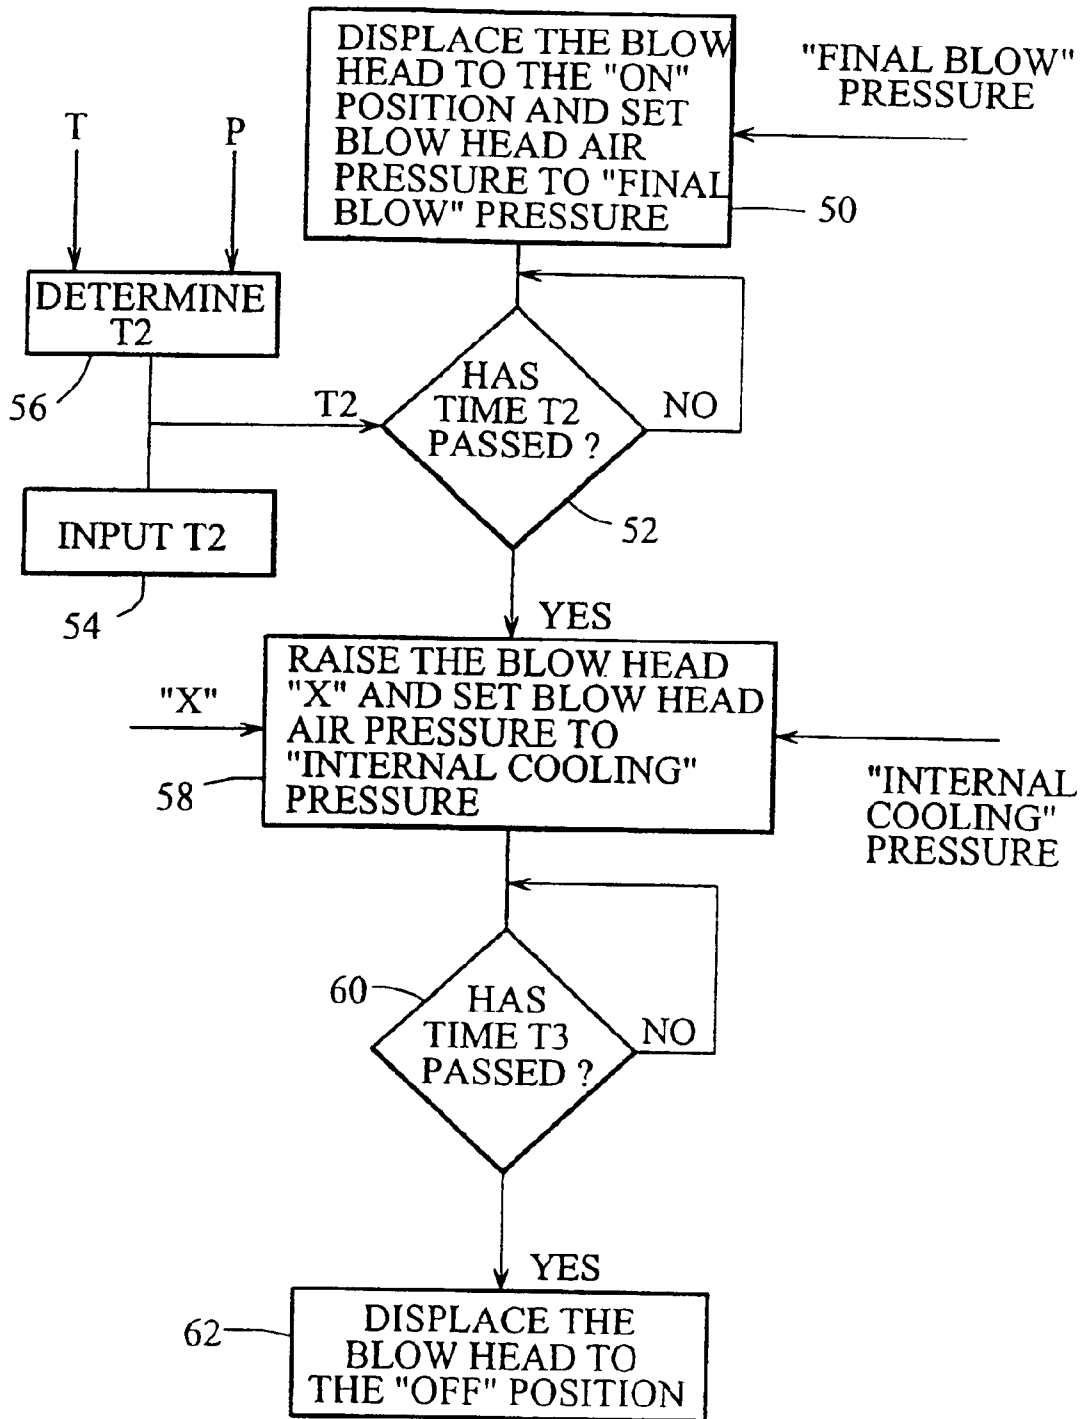 DISPLACE THE BLOW
HEAD TO THE "ON"
POSITION AND SET
BLOW HEAD AIR
PRESSURE TO "FINAL
BLOW" PRESSURE
"FINAL BLOW"
PRESSURE
50
T
P
DETERMINE
T2
56
T2
HAS
TIME T2
PASSED ?
NO
52
INPUT T2
54
YES
RAISE THE BLOW HEAD
"X" AND SET BLOW HEAD
AIR PRESSURE TO
"INTERNAL COOLING"
PRESSURE
"X"
58
"INTERNAL
COOLING"
PRESSURE
60
HAS
TIME T3
PASSED ?
NO
YES
62
DISPLACE THE
BLOW HEAD TO
THE "OFF" POSITION